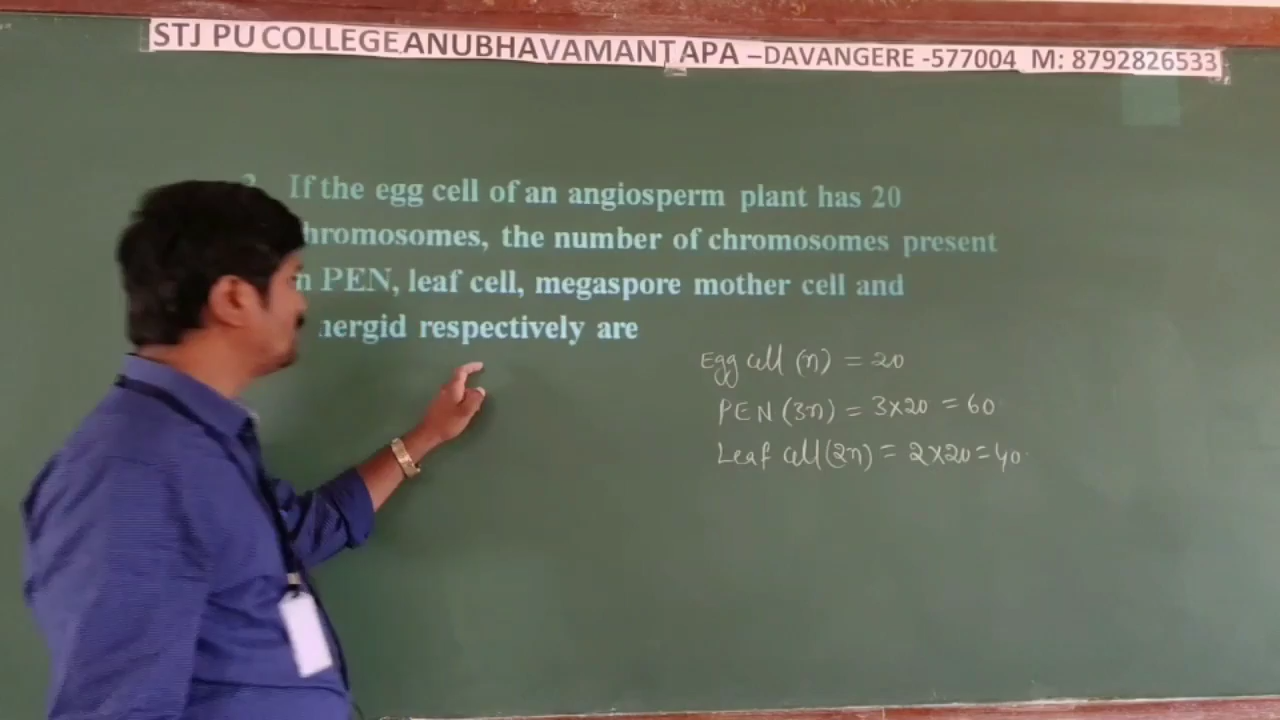 STJ PU COLLEGE ANUBHAVAMANTAPA –DAVANGERE -577004 M: 8792826533
If the egg cell of an angiosperm plant has 20
hromosomes, the number of chromosomes present
n PEN, leaf cell, megaspore mother cell and
nergid respectively are
Egg cell (n) = 20
PEN (3n) = 3x20 = 60
Leaf cell (2n) = 2x20=40